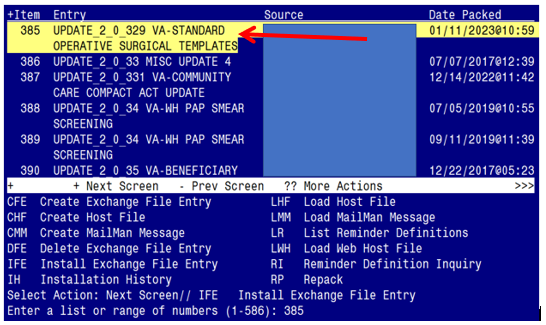 +Item  Entry  Source  Date Packed
385  UPDATE_2_0_329 VA-STANDARD  01/11/2023@10:59
OPERATIVE SURGICAL TEMPLATES
386  UPDATE_2_0_33 MISC UPDATE 4  07/07/2017@12:39
387  UPDATE_2_0_331 VA-COMMUNITY  12/14/2022@11:42
CARE COMPACT ACT UPDATE
388  UPDATE_2_0_34 VA-WH PAP SMEAR  07/05/2019@10:55
SCREENING
389  UPDATE_2_0_34 VA-WH PAP SMEAR  09/11/2019@11:39
SCREENING
390  UPDATE_2_0_35 VA-BENEFICIARY  12/22/2017@05:23
+  + Next Screen  - Prev Screen  ?? More Actions  >>>
CFE  Create Exchange File Entry  LHF  Load Host File
CHF  Create Host File  LMM  Load MailMan Message
CMM  Create MailMan Message  LR  List Reminder Definitions
DFE  Delete Exchange File Entry  LWH  Load Web Host File
IFE  Install Exchange File Entry  RI  Reminder Definition Inquiry
IH  Installation History  RP  Repack
Select Action: Next Screen// IFE  Install Exchange File Entry
Enter a list or range of numbers (1-586): 385